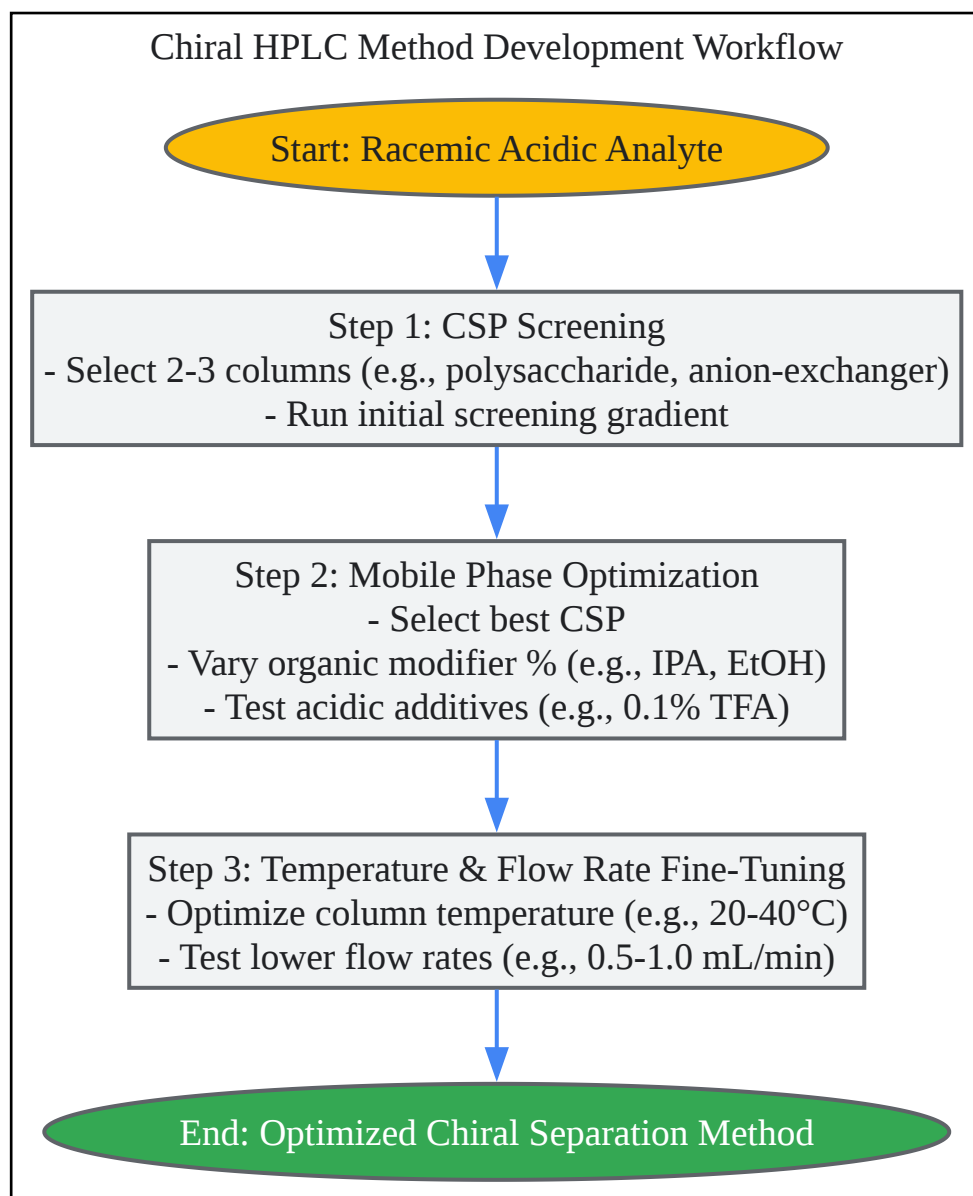 Chiral HPLC Method Development Workflow
Start: Racemic Acidic Analyte
Step 1: CSP Screening
- Select 2-3 columns (e.g., polysaccharide, anion-exchanger)
- Run initial screening gradient
Step 2: Mobile Phase Optimization
- Select best CSP
- Vary organic modifier % (e.g., IPA, EtOH)
- Test acidic additives (e.g., 0.1% TFA)
Step 3: Temperature & Flow Rate Fine-Tuning
- Optimize column temperature (e.g., 20-40°C)
- Test lower flow rates (e.g., 0.5-1.0 mL/min)
End: Optimized Chiral Separation Method